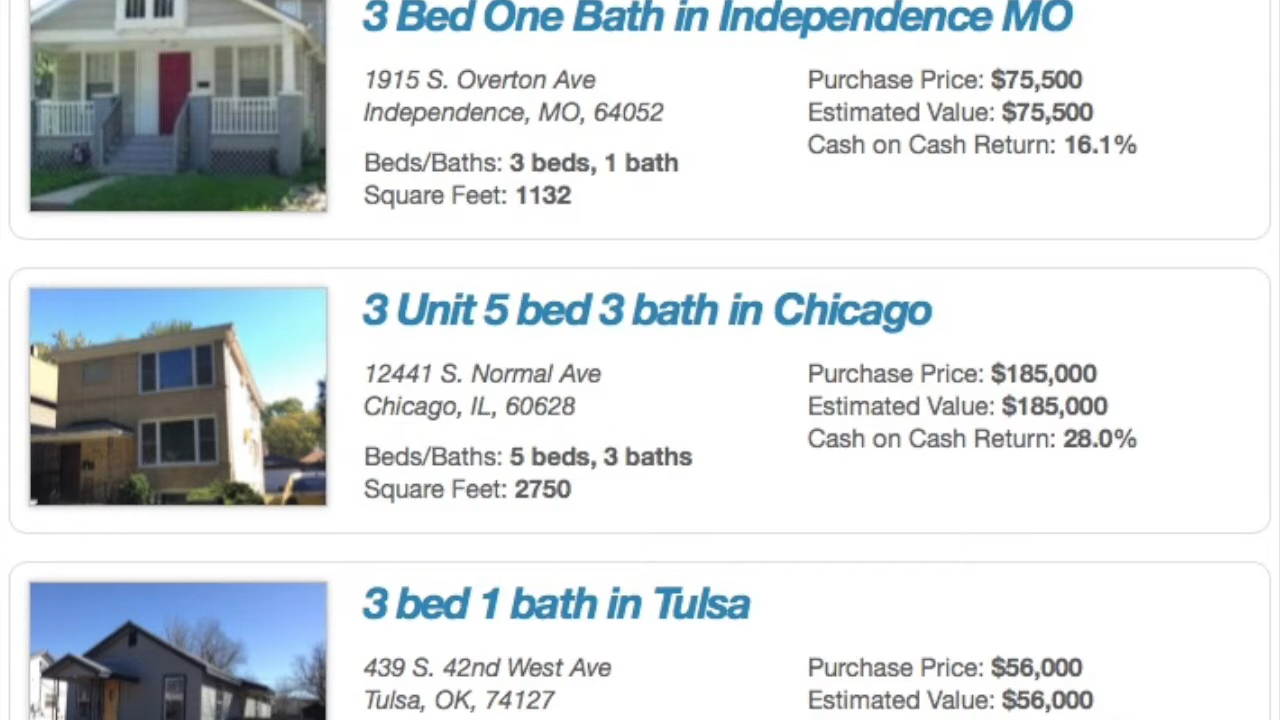 3 Bed One Bath in Independence MO
1915 S. Overton Ave
Independence, MO, 64052
Beds/Baths: 3 beds, 1 bath
Square Feet: 1132
Purchase Price: $75,500
Estimated Value: $75,500
Cash on Cash Return: 16.1%
3 Unit 5 bed 3 bath in Chicago
12441 S. Normal Ave
Chicago, IL, 60628
Beds/Baths: 5 beds, 3 baths
Square Feet: 2750
Purchase Price: $185,000
Estimated Value: $185,000
Cash on Cash Return: 28.0%
3 bed 1 bath in Tulsa
439 S. 42nd West Ave
Tulsa, OK, 74127
Purchase Price: $56,000
Estimated Value: $56,000